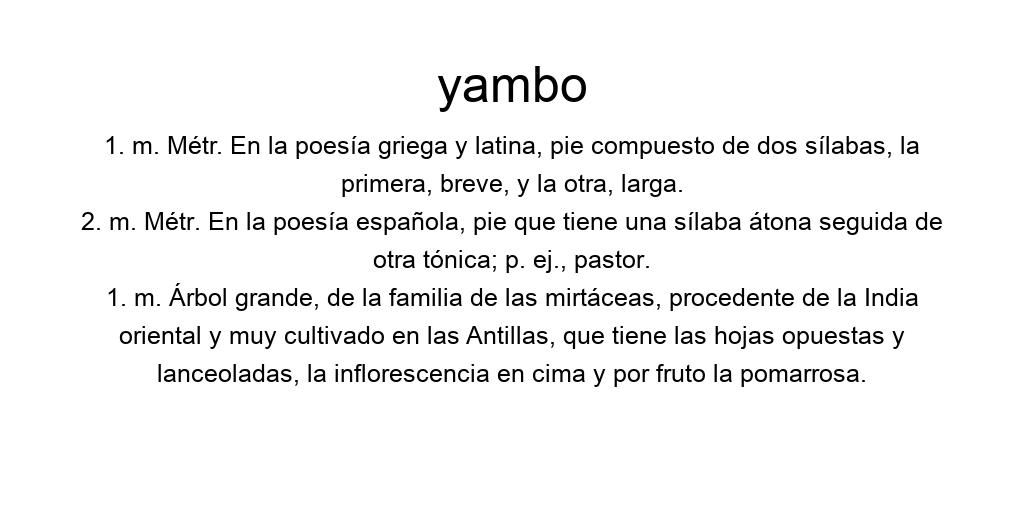 yambo
1. m. Métr. En la poesía griega y latina, pie compuesto de dos sílabas, la
primera, breve, y la otra, larga.
2. m. Métr. En la poesía española, pie que tiene una sílaba átona seguida de
otra tónica; p. ej., pastor.
1. m. Árbol grande, de la familia de las mirtáceas, procedente de la India
oriental y muy cultivado en las Antillas, que tiene las hojas opuestas y
lanceoladas, la inflorescencia en cima y por fruto la pomarrosa.